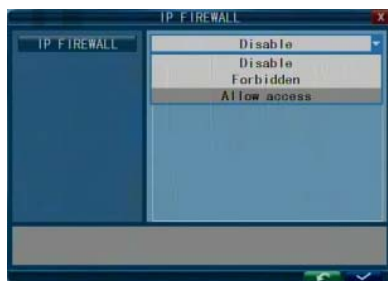 IP FIREWALL
IP FIREWALL
Disable
Disable
Forbidden
Allow access